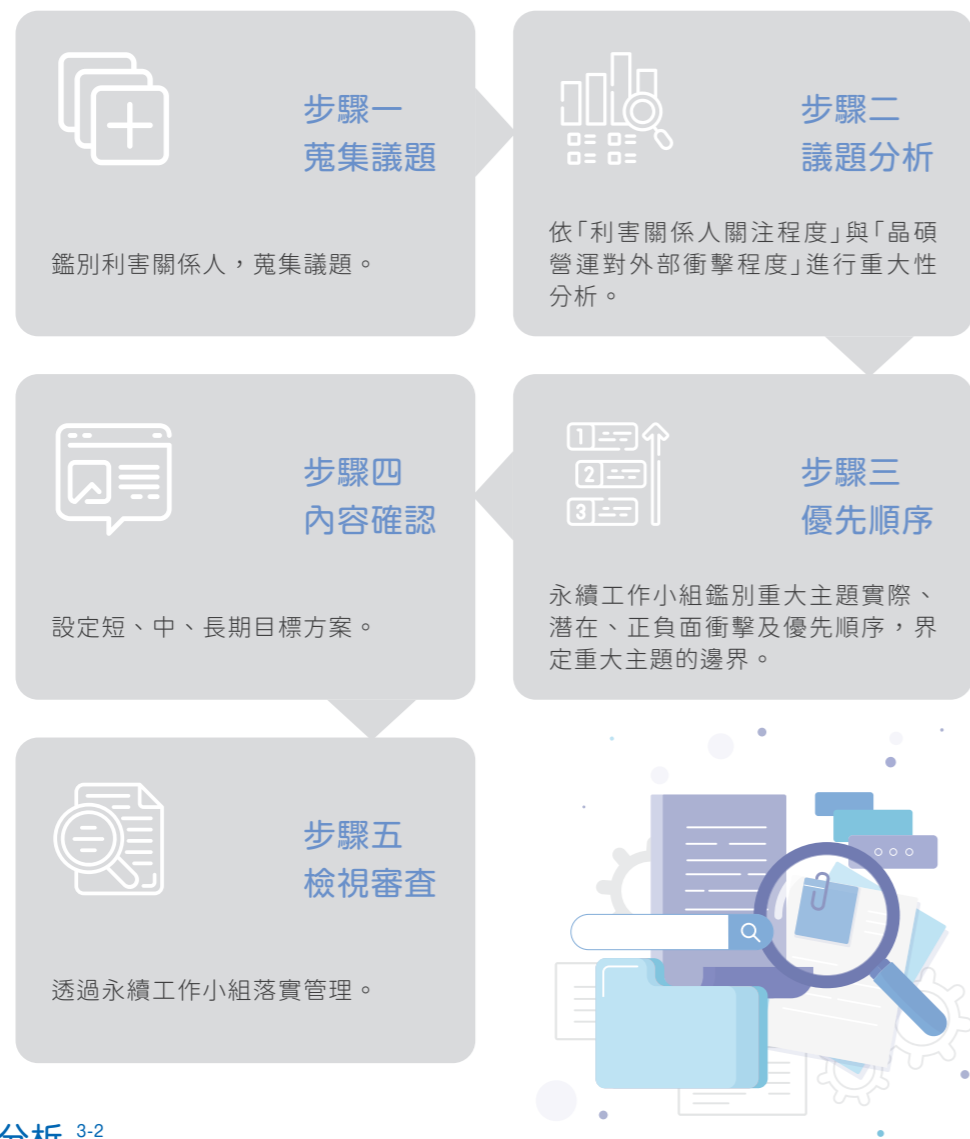 步驟一
蒐集議題
鑑別利害關係人，蒐集議題。
步驟二
議題分析
依「利害關係人關注程度」與「晶碩
營運對外部衝擊程度」進行重大性
分析。
步驟三
優先順序
1
2
3
永續工作小組鑑別重大主題實際、
潛在、正負面衝擊及優先順序，界
定重大主題的邊界。
步驟四
內容確認
設定短、中、長期目標方案。
步驟五
檢視審查
透過永續工作小組落實管理。
分析 3-2